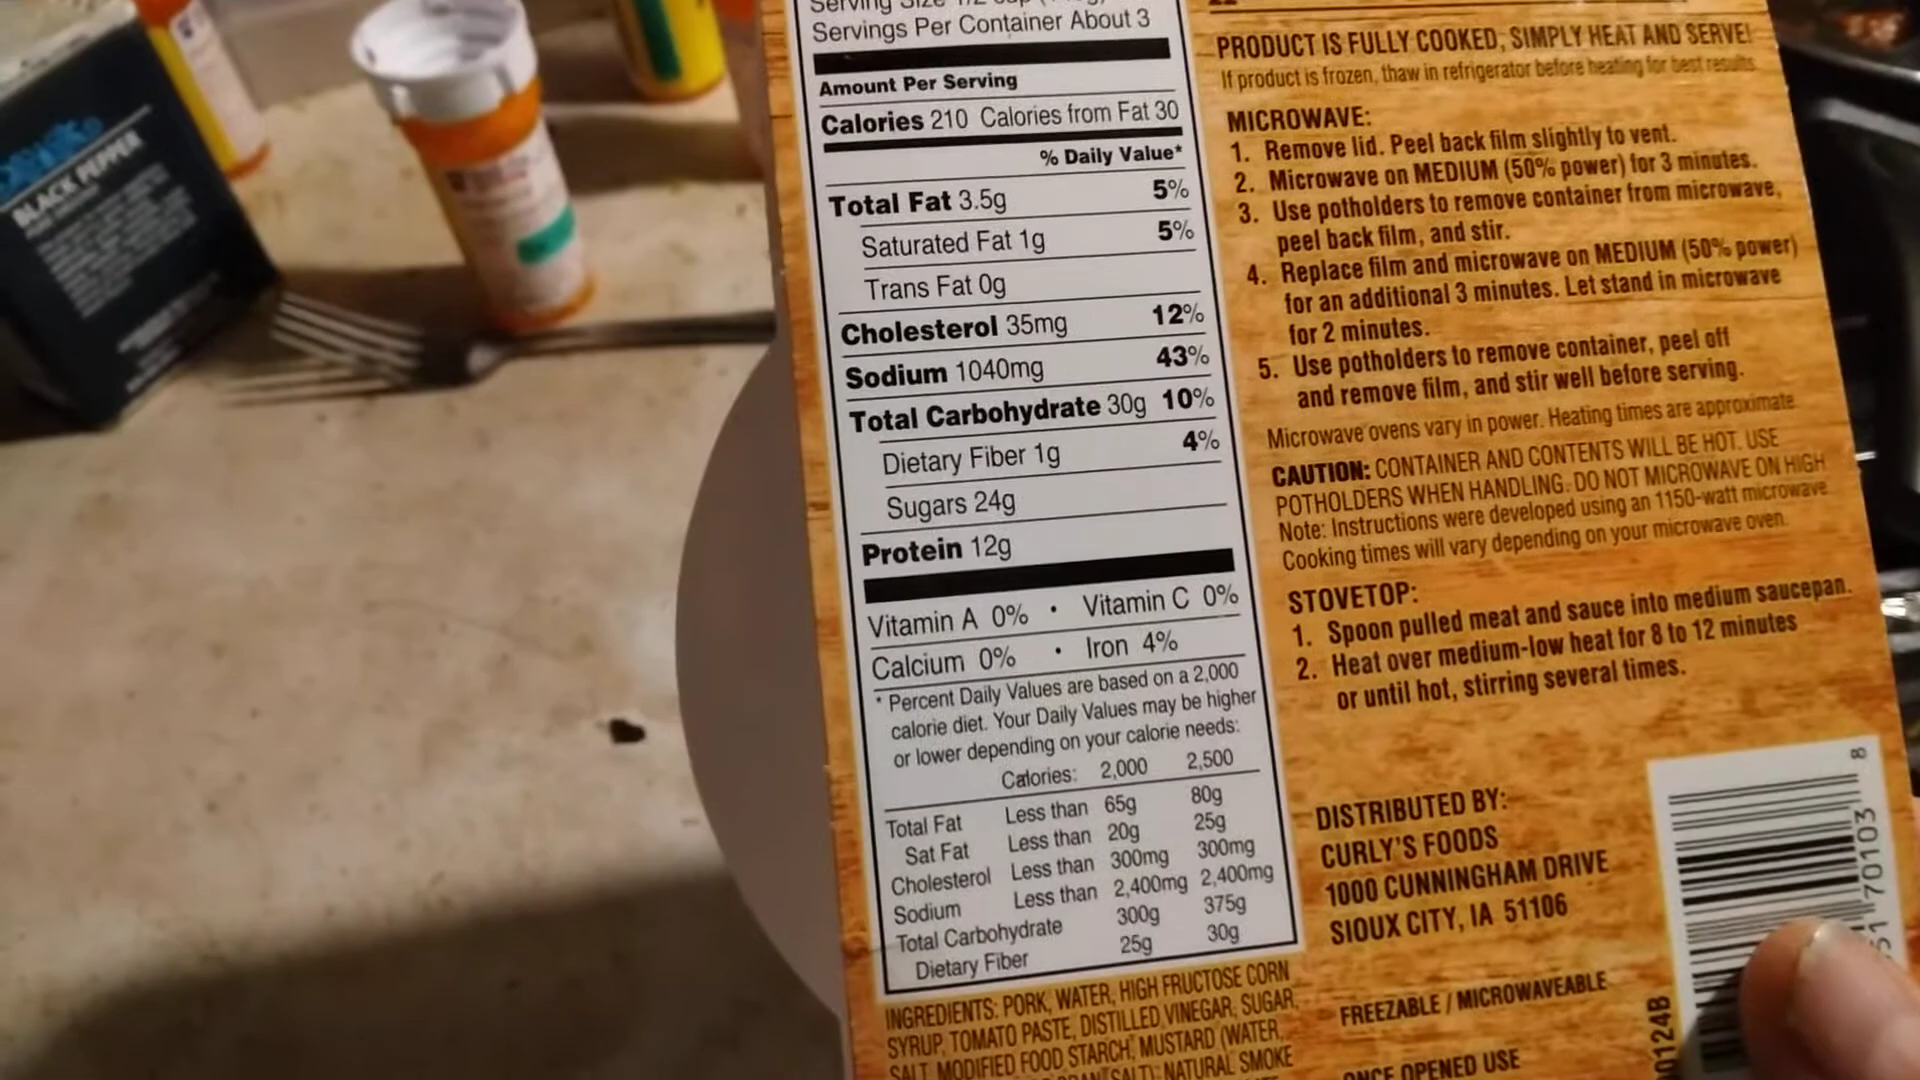 BLACK PEPPER
Serving Size 1/2 cup
Servings Per Container About 3
Amount Per Serving
Calories 210 Calories from Fat 30
% Daily Value*
Total Fat 3.5g 5%
Saturated Fat 1g 5%
Trans Fat 0g
Cholesterol 35mg 12%
Sodium 1040mg 43%
Total Carbohydrate 30g 10%
Dietary Fiber 1g 4%
Sugars 24g
Protein 12g
Vitamin A 0% • Vitamin C 0%
Calcium 0% • Iron 4%
* Percent Daily Values are based on a 2,000
calorie diet. Your Daily Values may be higher
or lower depending on your calorie needs:
Calories: 2,000 2,500
Total Fat Less than 65g 80g
Sat Fat Less than 20g 25g
Cholesterol Less than 300mg 300mg
Sodium Less than 2,400mg 2,400mg
Total Carbohydrate 300g 375g
Dietary Fiber 25g 30g
INGREDIENTS: PORK, WATER, HIGH FRUCTOSE CORN
SYRUP, TOMATO PASTE, DISTILLED VINEGAR, SUGAR,
SALT, MODIFIED FOOD STARCH, MUSTARD (WATER,
SALT), NATURAL SMOKE
PRODUCT IS FULLY COOKED, SIMPLY HEAT AND SERVE!
If product is frozen, thaw in refrigerator before heating for best results.
MICROWAVE:
1. Remove lid. Peel back film slightly to vent.
2. Microwave on MEDIUM (50% power) for 3 minutes.
3. Use potholders to remove container from microwave,
peel back film, and stir.
4. Replace film and microwave on MEDIUM (50% power)
for an additional 3 minutes. Let stand in microwave
for 2 minutes.
5. Use potholders to remove container, peel off
and remove film, and stir well before serving.
Microwave ovens vary in power. Heating times are approximate.
CAUTION: CONTAINER AND CONTENTS WILL BE HOT. USE
POTHOLDERS WHEN HANDLING. DO NOT MICROWAVE ON HIGH
Note: Instructions were developed using an 1150-watt microwave
Cooking times will vary depending on your microwave oven.
STOVETOP:
1. Spoon pulled meat and sauce into medium saucepan.
2. Heat over medium-low heat for 8 to 12 minutes
or until hot, stirring several times.
DISTRIBUTED BY:
CURLY'S FOODS
1000 CUNNINGHAM DRIVE
SIOUX CITY, IA 51106
FREEZABLE / MICROWAVEABLE
ONCE OPENED USE
0124B
70103 8